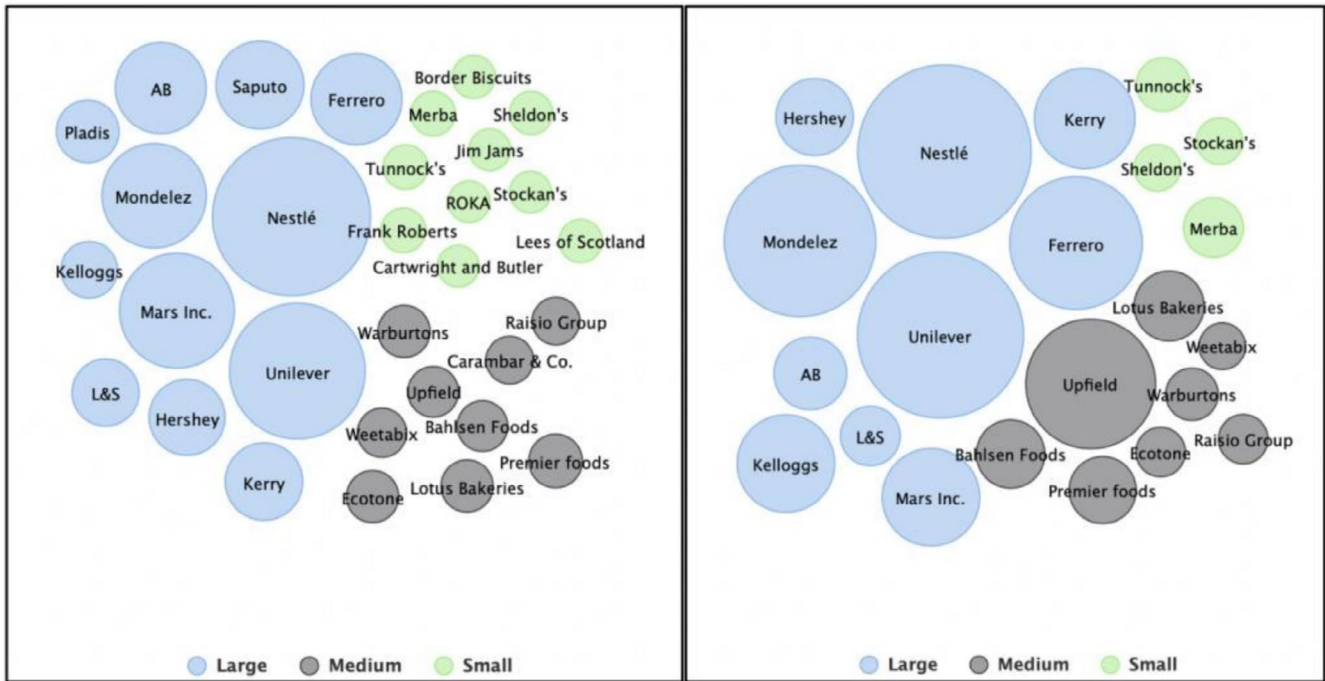 AB
Saputo
Ferrero
Pladis
Mondelez
Nestlé
Kelloggs
Mars Inc.
Unilever
L&S
Hershey
Kerry
Border Biscuits
Merba
Sheldon's
Jim Jams
Tunnock's
ROKA
Stockan's
Frank Roberts
Lees of Scotland
Cartwright and Butler
Warburtons
Raisio Group
Carambar & Co.
Upfield
Weetabix
Bahlsen Foods
Premier foods
Ecotone
Lotus Bakeries
Large
Medium
Small
Hershey
Nestlé
Kerry
Tunnock's
Stockan's
Sheldon's
Mondelez
Ferrero
Merba
Unilever
Lotus Bakeries
Weetabix
AB
Upfield
Warburtons
L&S
Kelloggs
Bahlsen Foods
Ecotone
Raisio Group
Mars Inc.
Premier foods
Large
Medium
Small